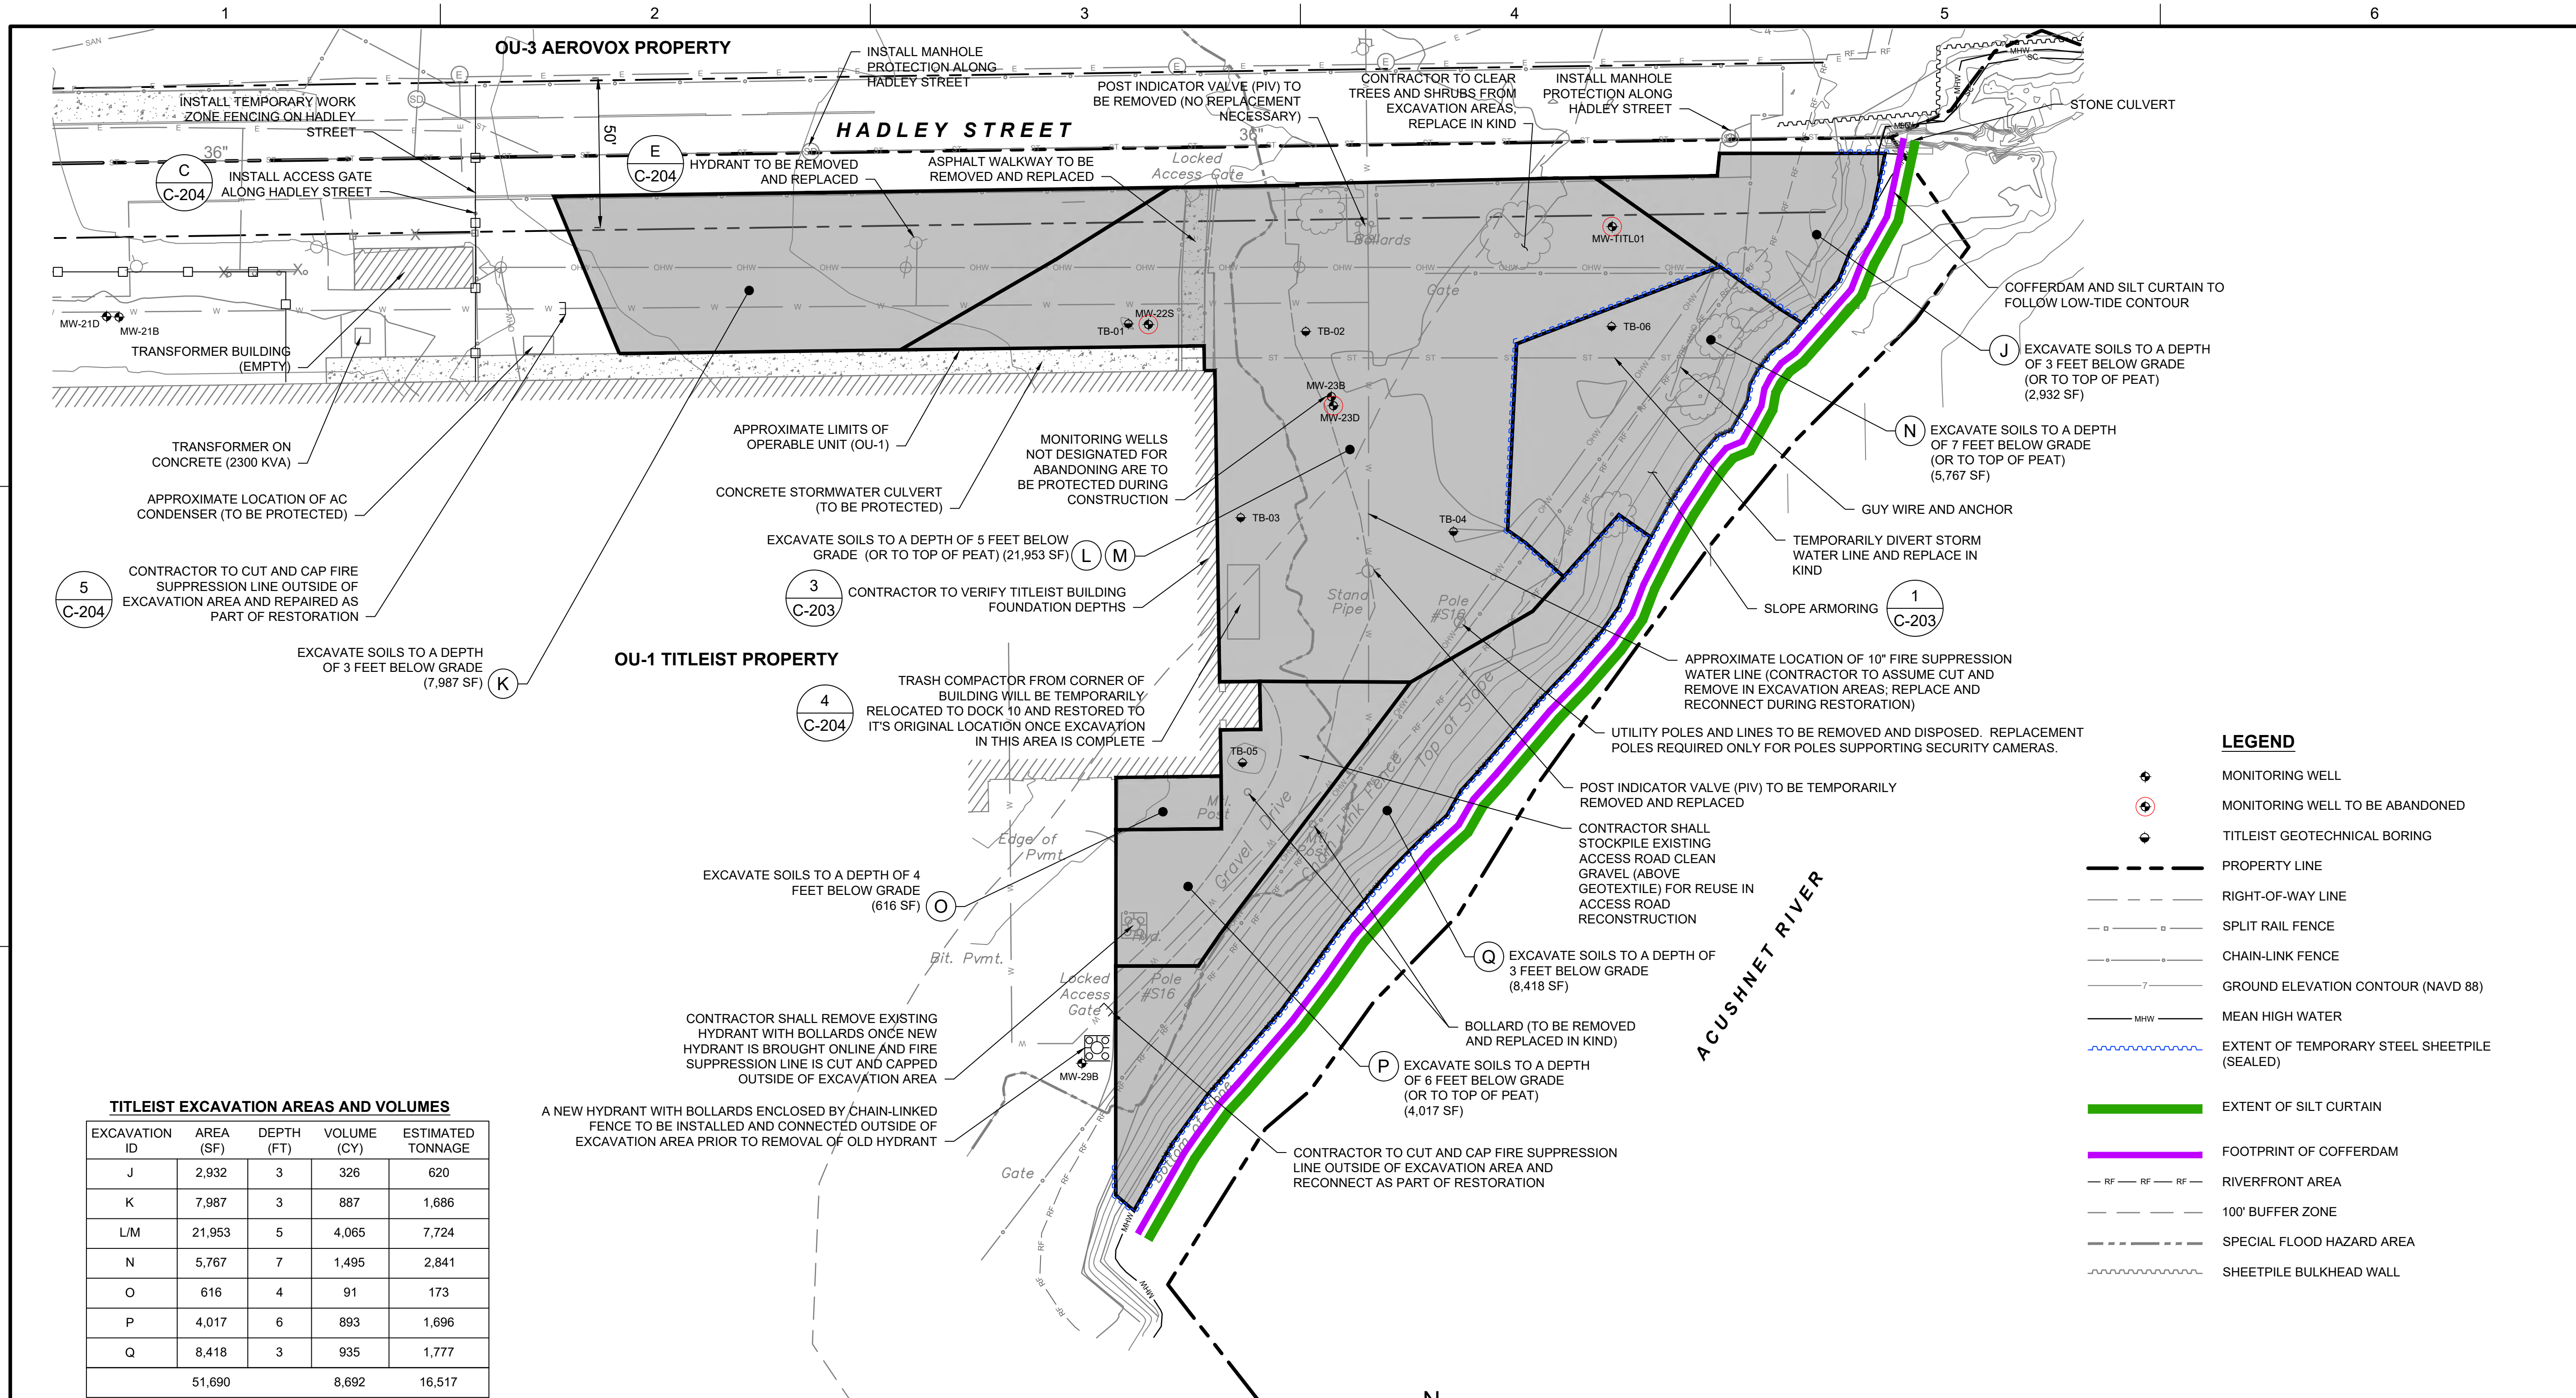 1
2
3
4
5
6
OU-3 AEROVOX PROPERTY
INSTALL MANHOLE
PROTECTION ALONG
HADLEY STREET
POST INDICATOR VALVE (PIV) TO
BE REMOVED (NO REPLACEMENT
NECESSARY)
CONTRACTOR TO CLEAR
TREES AND SHRUBS FROM
EXCAVATION AREAS,
REPLACE IN KIND
INSTALL MANHOLE
PROTECTION ALONG
HADLEY STREET
STONE CULVERT
INSTALL TEMPORARY WORK
ZONE FENCING ON HADLEY
STREET
50'
HADLEY STREET
36"
36"
E
C-204
C
C-204
INSTALL ACCESS GATE
ALONG HADLEY STREET
HYDRANT TO BE REMOVED
AND REPLACED
ASPHALT WALKWAY TO BE
REMOVED AND REPLACED
Locked
Access Gate
Bollards
Gate
MW-TITL01
MW-21D
MW-21B
TB-01
MW-22S
TB-02
TB-06
MW-23B
MW-23D
TB-03
TB-04
TRANSFORMER BUILDING
(EMPTY)
COFFERDAM AND SILT CURTAIN TO
FOLLOW LOW-TIDE CONTOUR
J
EXCAVATE SOILS TO A DEPTH
OF 3 FEET BELOW GRADE
(OR TO TOP OF PEAT)
(2,932 SF)
N
EXCAVATE SOILS TO A DEPTH
OF 7 FEET BELOW GRADE
(OR TO TOP OF PEAT)
(5,767 SF)
GUY WIRE AND ANCHOR
TEMPORARILY DIVERT STORM
WATER LINE AND REPLACE IN
KIND
SLOPE ARMORING
1
C-203
TRANSFORMER ON
CONCRETE (2300 KVA)
APPROXIMATE LOCATION OF AC
CONDENSER (TO BE PROTECTED)
5
C-204
CONTRACTOR TO CUT AND CAP FIRE
SUPPRESSION LINE OUTSIDE OF
EXCAVATION AREA AND REPAIRED AS
PART OF RESTORATION
EXCAVATE SOILS TO A DEPTH
OF 3 FEET BELOW GRADE
(7,987 SF)
K
APPROXIMATE LIMITS OF
OPERABLE UNIT (OU-1)
CONCRETE STORMWATER CULVERT
(TO BE PROTECTED)
MONITORING WELLS
NOT DESIGNATED FOR
ABANDONING ARE TO
BE PROTECTED DURING
CONSTRUCTION
EXCAVATE SOILS TO A DEPTH OF 5 FEET BELOW
GRADE (OR TO TOP OF PEAT) (21,953 SF)
L
M
3
C-203
CONTRACTOR TO VERIFY TITLEIST BUILDING
FOUNDATION DEPTHS
OU-1 TITLEIST PROPERTY
4
C-204
TRASH COMPACTOR FROM CORNER OF
BUILDING WILL BE TEMPORARILY
RELOCATED TO DOCK 10 AND RESTORED TO
IT'S ORIGINAL LOCATION ONCE EXCAVATION
IN THIS AREA IS COMPLETE
Stand
Pipe
Pole
#S16
APPROXIMATE LOCATION OF 10" FIRE SUPPRESSION
WATER LINE (CONTRACTOR TO ASSUME CUT AND
REMOVE IN EXCAVATION AREAS; REPLACE AND
RECONNECT DURING RESTORATION)
UTILITY POLES AND LINES TO BE REMOVED AND DISPOSED. REPLACEMENT
POLES REQUIRED ONLY FOR POLES SUPPORTING SECURITY CAMERAS.
POST INDICATOR VALVE (PIV) TO BE TEMPORARILY
REMOVED AND REPLACED
CONTRACTOR SHALL
STOCKPILE EXISTING
ACCESS ROAD CLEAN
GRAVEL (ABOVE
GEOTEXTILE) FOR REUSE IN
ACCESS ROAD
RECONSTRUCTION
TB-05
Top of Slope
Chain Link Fence
Gravel Drive
Post
Edge of
Pvmt
Bit. Pvmt.
Hyd.
Locked
Access
Gate
Pole
#S16
MW-29B
Gate
Bottom of Slope
ACUSHNET RIVER
EXCAVATE SOILS TO A DEPTH OF 4
FEET BELOW GRADE
(616 SF)
O
Q
EXCAVATE SOILS TO A DEPTH OF
3 FEET BELOW GRADE
(8,418 SF)
BOLLARD (TO BE REMOVED
AND REPLACED IN KIND)
P
EXCAVATE SOILS TO A DEPTH
OF 6 FEET BELOW GRADE
(OR TO TOP OF PEAT)
(4,017 SF)
CONTRACTOR SHALL REMOVE EXISTING
HYDRANT WITH BOLLARDS ONCE NEW
HYDRANT IS BROUGHT ONLINE AND FIRE
SUPPRESSION LINE IS CUT AND CAPPED
OUTSIDE OF EXCAVATION AREA
A NEW HYDRANT WITH BOLLARDS ENCLOSED BY CHAIN-LINKED
FENCE TO BE INSTALLED AND CONNECTED OUTSIDE OF
EXCAVATION AREA PRIOR TO REMOVAL OF OLD HYDRANT
CONTRACTOR TO CUT AND CAP FIRE SUPPRESSION
LINE OUTSIDE OF EXCAVATION AREA AND
RECONNECT AS PART OF RESTORATION
MHW
MHW
N
LEGEND
MONITORING WELL
MONITORING WELL TO BE ABANDONED
TITLEIST GEOTECHNICAL BORING
PROPERTY LINE
RIGHT-OF-WAY LINE
SPLIT RAIL FENCE
CHAIN-LINK FENCE
7 GROUND ELEVATION CONTOUR (NAVD 88)
MHW MEAN HIGH WATER
EXTENT OF TEMPORARY STEEL SHEETPILE
(SEALED)
EXTENT OF SILT CURTAIN
FOOTPRINT OF COFFERDAM
RF RF RF RIVERFRONT AREA
100' BUFFER ZONE
SPECIAL FLOOD HAZARD AREA
SHEETPILE BULKHEAD WALL
TITLEIST EXCAVATION AREAS AND VOLUMES
EXCAVATION ID AREA (SF) DEPTH (FT) VOLUME (CY) ESTIMATED TONNAGE
J 2,932 3 326 620
K 7,987 3 887 1,686
L/M 21,953 5 4,065 7,724
N 5,767 7 1,495 2,841
O 616 4 91 173
P 4,017 6 893 1,696
Q 8,418 3 935 1,777
51,690 8,692 16,517